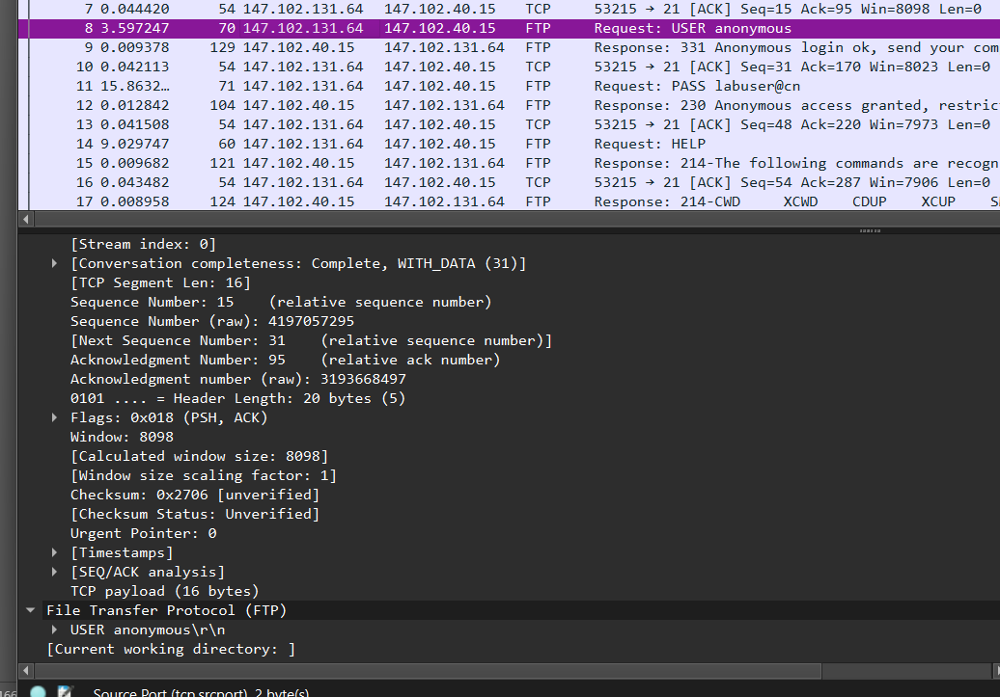 7 0.044420 54 147.102.131.64 147.102.40.15 TCP 53215 → 21 [ACK] Seq=15 Ack=95 Win=8098 Len=0
8 3.597247 70 147.102.131.64 147.102.40.15 FTP Request: USER anonymous
9 0.009378 129 147.102.40.15 147.102.131.64 FTP Response: 331 Anonymous login ok, send your com
10 0.042113 54 147.102.131.64 147.102.40.15 TCP 53215 → 21 [ACK] Seq=31 Ack=170 Win=8023 Len=0
11 15.8632… 71 147.102.131.64 147.102.40.15 FTP Request: PASS labuser@cn
12 0.012842 104 147.102.40.15 147.102.131.64 FTP Response: 230 Anonymous access granted, restric
13 0.041508 54 147.102.131.64 147.102.40.15 TCP 53215 → 21 [ACK] Seq=48 Ack=220 Win=7973 Len=0
14 9.029747 60 147.102.131.64 147.102.40.15 FTP Request: HELP
15 0.009682 121 147.102.40.15 147.102.131.64 FTP Response: 214-The following commands are recogn
16 0.043482 54 147.102.131.64 147.102.40.15 TCP 53215 → 21 [ACK] Seq=54 Ack=287 Win=7906 Len=0
17 0.008958 124 147.102.40.15 147.102.131.64 FTP Response: 214-CWD XCWD CDUP XCUP
[Stream index: 0]
[Conversation completeness: Complete, WITH_DATA (31)]
[TCP Segment Len: 16]
Sequence Number: 15 (relative sequence number)
Sequence Number (raw): 4197057295
[Next Sequence Number: 31 (relative sequence number)]
Acknowledgment Number: 95 (relative ack number)
Acknowledgment number (raw): 3193668497
0101 .... = Header Length: 20 bytes (5)
Flags: 0x018 (PSH, ACK)
Window: 8098
[Calculated window size: 8098]
[Window size scaling factor: 1]
Checksum: 0x2706 [unverified]
[Checksum Status: Unverified]
Urgent Pointer: 0
[Timestamps]
[SEQ/ACK analysis]
TCP payload (16 bytes)
File Transfer Protocol (FTP)
USER anonymous\r\n
[Current working directory: ]
Source Port (tcp.srcport), 2 byte(s)